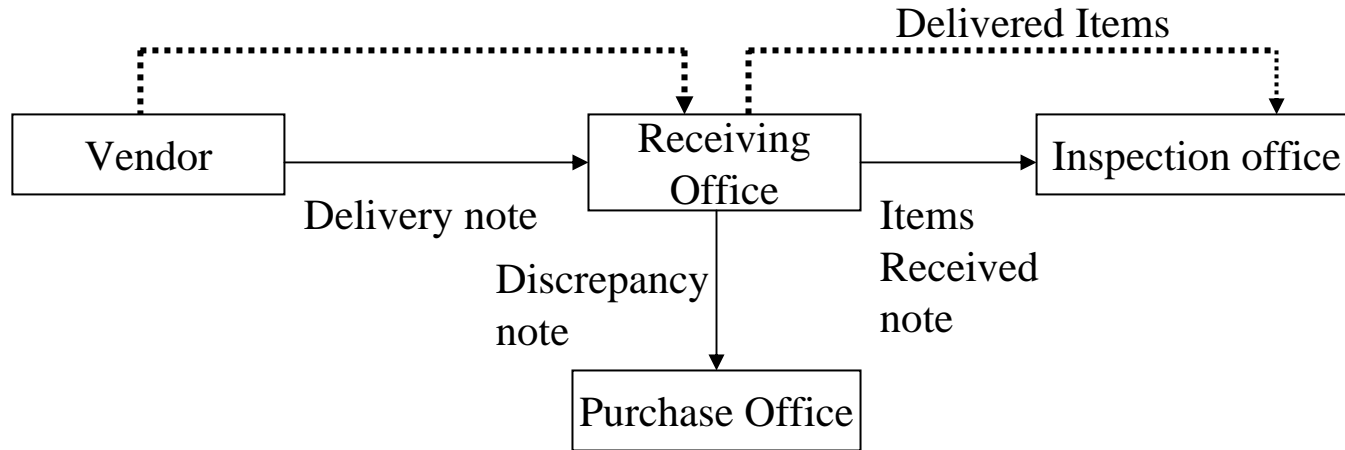 Delivered Items
Vendor
Receiving
Office
Inspection office
Delivery note
Items
Received
note
Discrepancy
note
Purchase Office